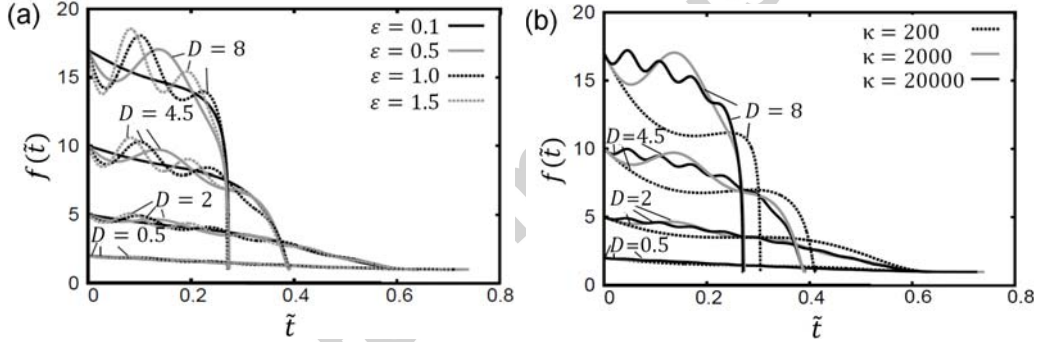 (a)
ε = 0.1
ε = 0.5
ε = 1.0
ε = 1.5
D = 8
D = 4.5
D = 2
D = 0.5
20
15
10
5
0
0
0.2
0.4
0.6
0.8
f(t̃)
t̃
(b)
κ = 200
κ = 2000
κ = 20000
D = 8
D=4.5
D=2
D=0.5
20
15
10
5
0
0
0.2
0.4
0.6
0.8
f(t̃)
t̃